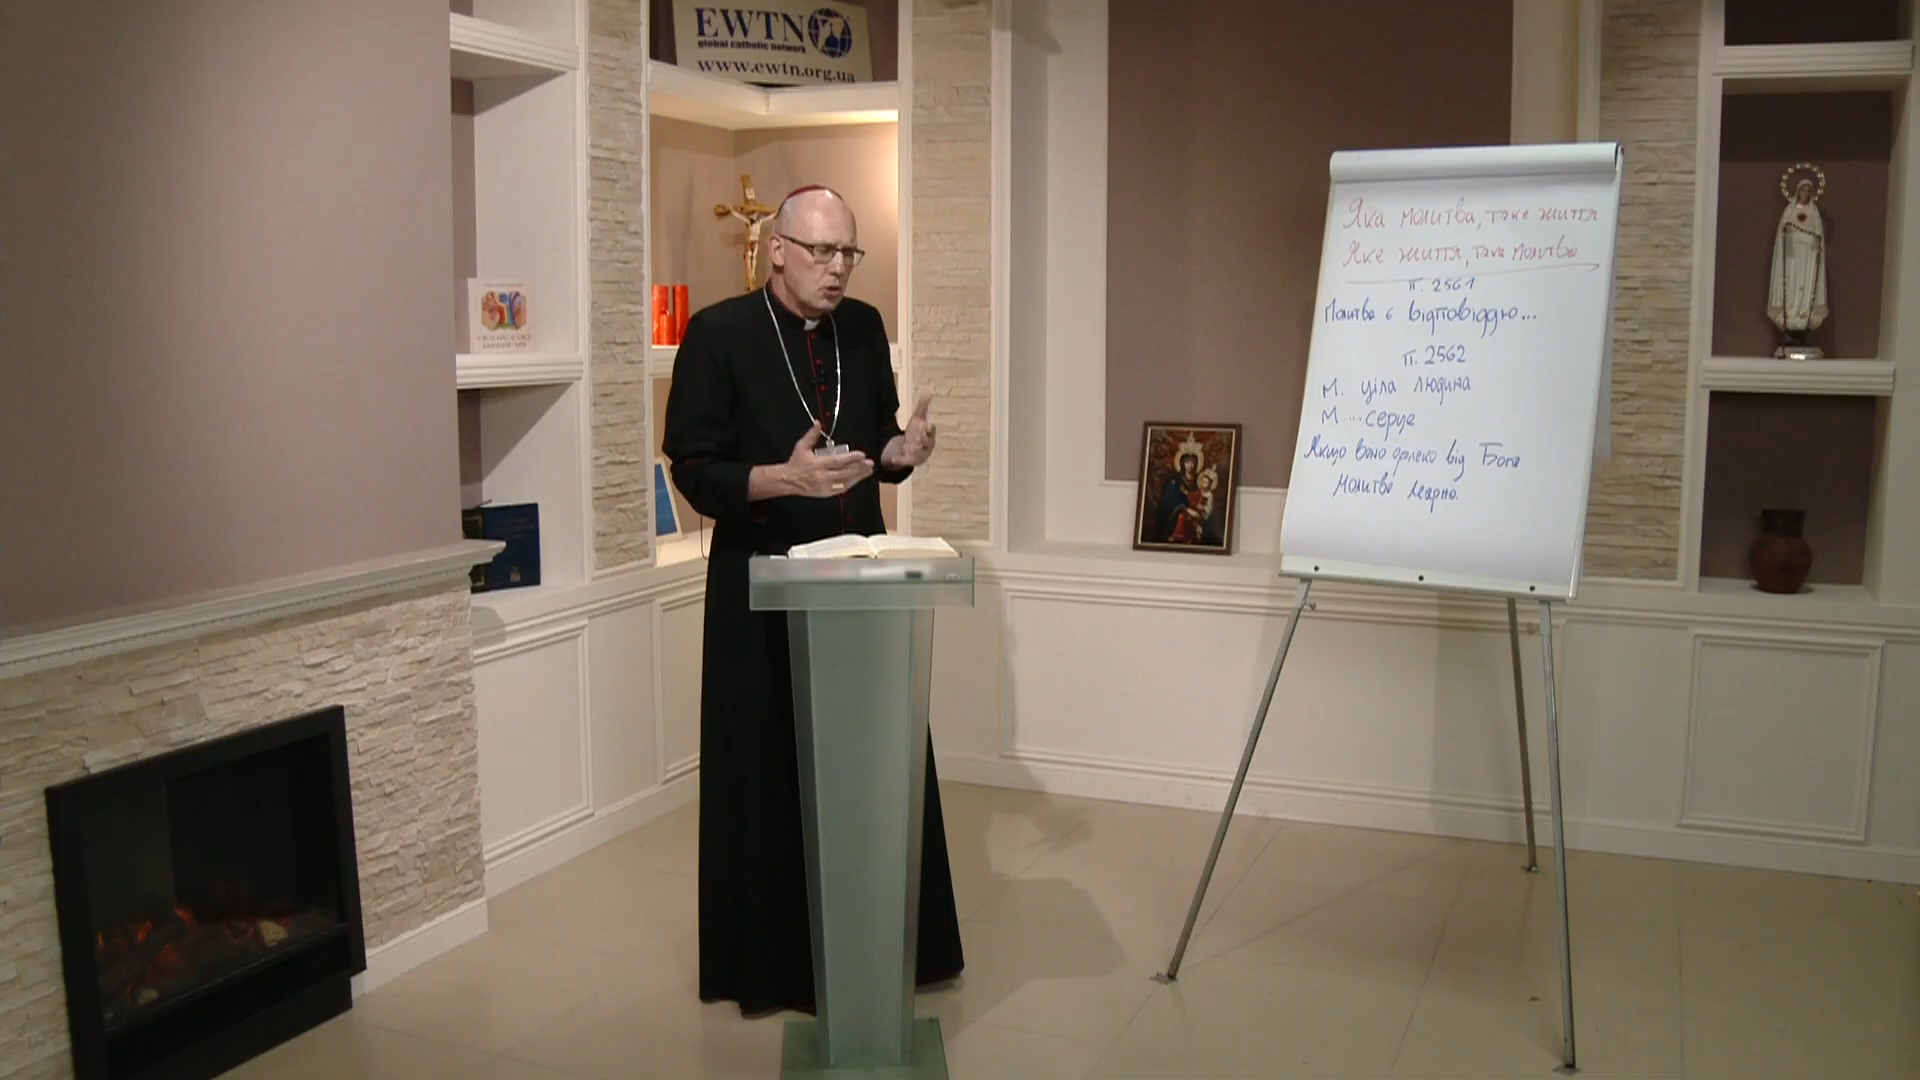 EWTN
global catholic network
www.ewtn.org.ua
Яка молитва, таке життя
Яке життя, така молитва
п. 2561
Молитва є відповіддю...
п. 2562
М. ціла людина
М... серце
Якщо воно далеко від Бога
молитва марна.